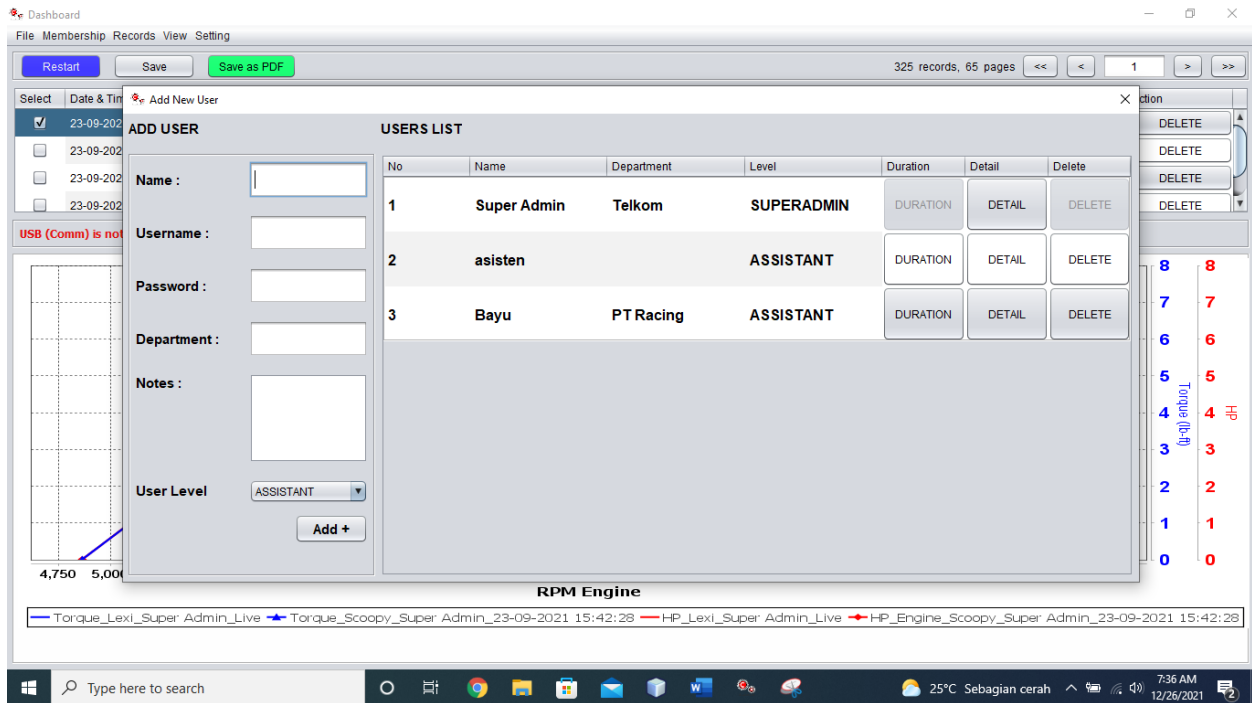 Dashboard
File Membership Records View Setting
Restart Save Save as PDF 325 records, 65 pages << < 1 > >>
Select Date & Tim ction
23-09-202 DELETE
23-09-202 DELETE
23-09-202 DELETE
23-09-202 DELETE
USB (Comm) is not
Add New User
ADD USER
Name :
Username :
Password :
Department :
Notes :
User Level ASSISTANT
Add +
USERS LIST
No Name Department Level Duration Detail Delete
1 Super Admin Telkom SUPERADMIN DURATION DETAIL DELETE
2 asisten ASSISTANT DURATION DETAIL DELETE
3 Bayu PT Racing ASSISTANT DURATION DETAIL DELETE
8 8
7 7
6 6
5 5
4 4
3 3
2 2
1 1
0 0
Torque (lb-ft)
HP
4,750 5,000
RPM Engine
Torque_Lexi_Super Admin_Live Torque_Scoopy_Super Admin_23-09-2021 15:42:28 HP_Lexi_Super Admin_Live HP_Engine_Scoopy_Super Admin_23-09-2021 15:42:28
Type here to search 25°C Sebagian cerah 7:36 AM
12/26/2021
2